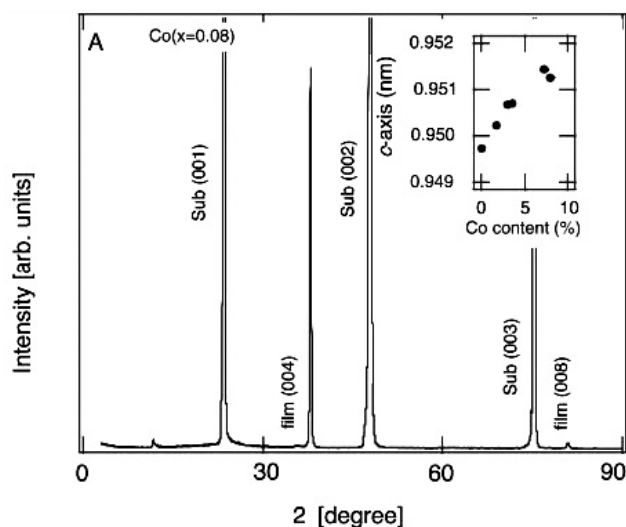 A
Co(x=0.08)
Intensity [arb. units]
Sub (001)
film (004)
Sub (002)
Sub (003)
film (008)
0.952
0.951
0.950
0.949
c-axis (nm)
0 5 10
Co content (%)
0 30 60 90
2 [degree]